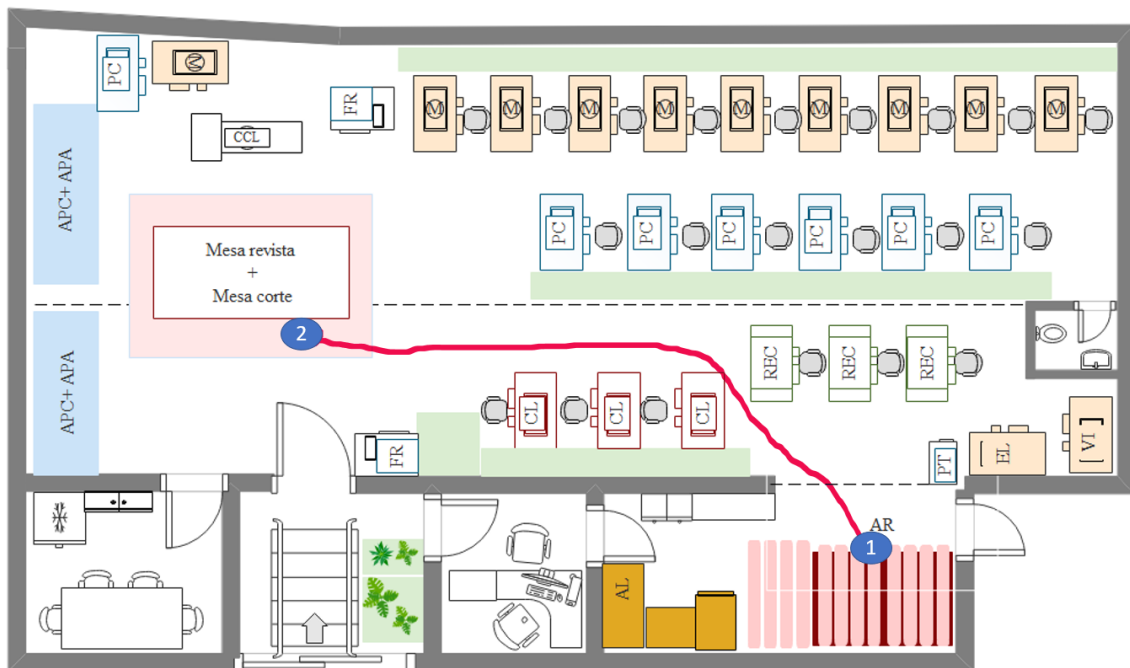 PC
M
APC+ APA
CCL
FR
M
M
M
M
M
M
M
M
M
Mesa revista
+
Mesa corte
PC
PC
PC
PC
PC
PC
2
APC+ APA
REC
REC
REC
CL
CL
CL
FR
PT
EL
VI
AR
1
AL